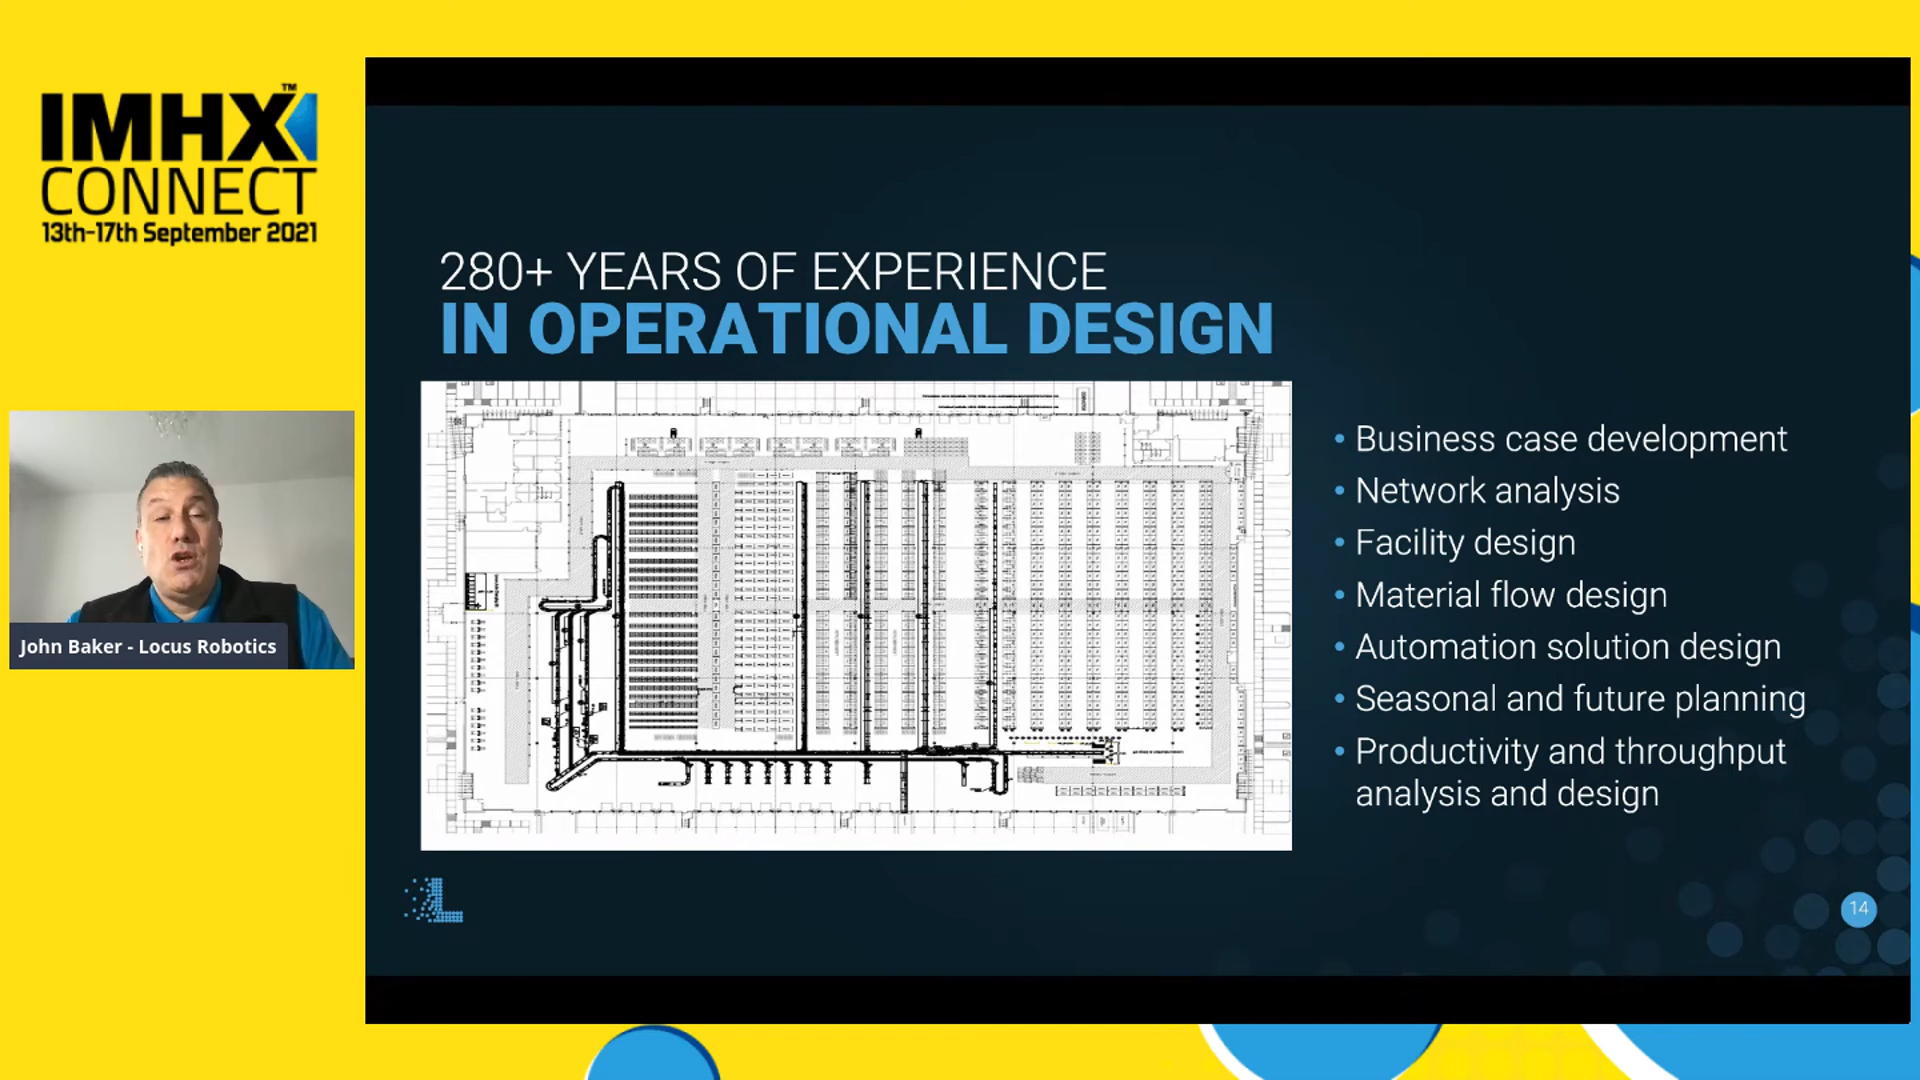 IMHX™
CONNECT
13th-17th September 2021
280+ YEARS OF EXPERIENCE
IN OPERATIONAL DESIGN
• Business case development
• Network analysis
• Facility design
• Material flow design
• Automation solution design
• Seasonal and future planning
• Productivity and throughput
analysis and design
John Baker - Locus Robotics
14